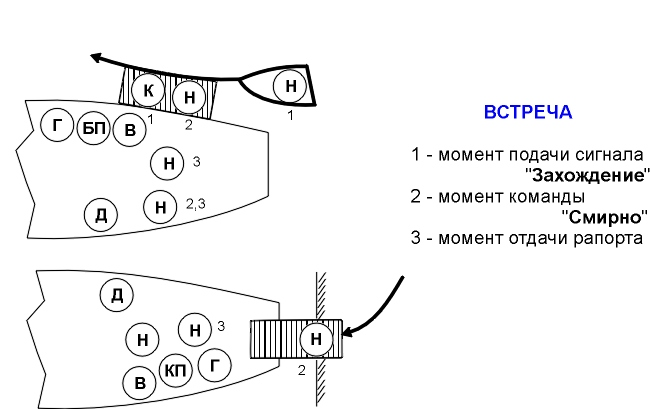 К
Н
Н
1
2
1
Г
БП
В
Н
3
Н
2,3
Д
ВСТРЕЧА
1 - момент подачи сигнала
"Захождение"
2 - момент команды
"Смирно"
3 - момент отдачи рапорта
Д
Н
Н
3
Н
В
КП
Г
2